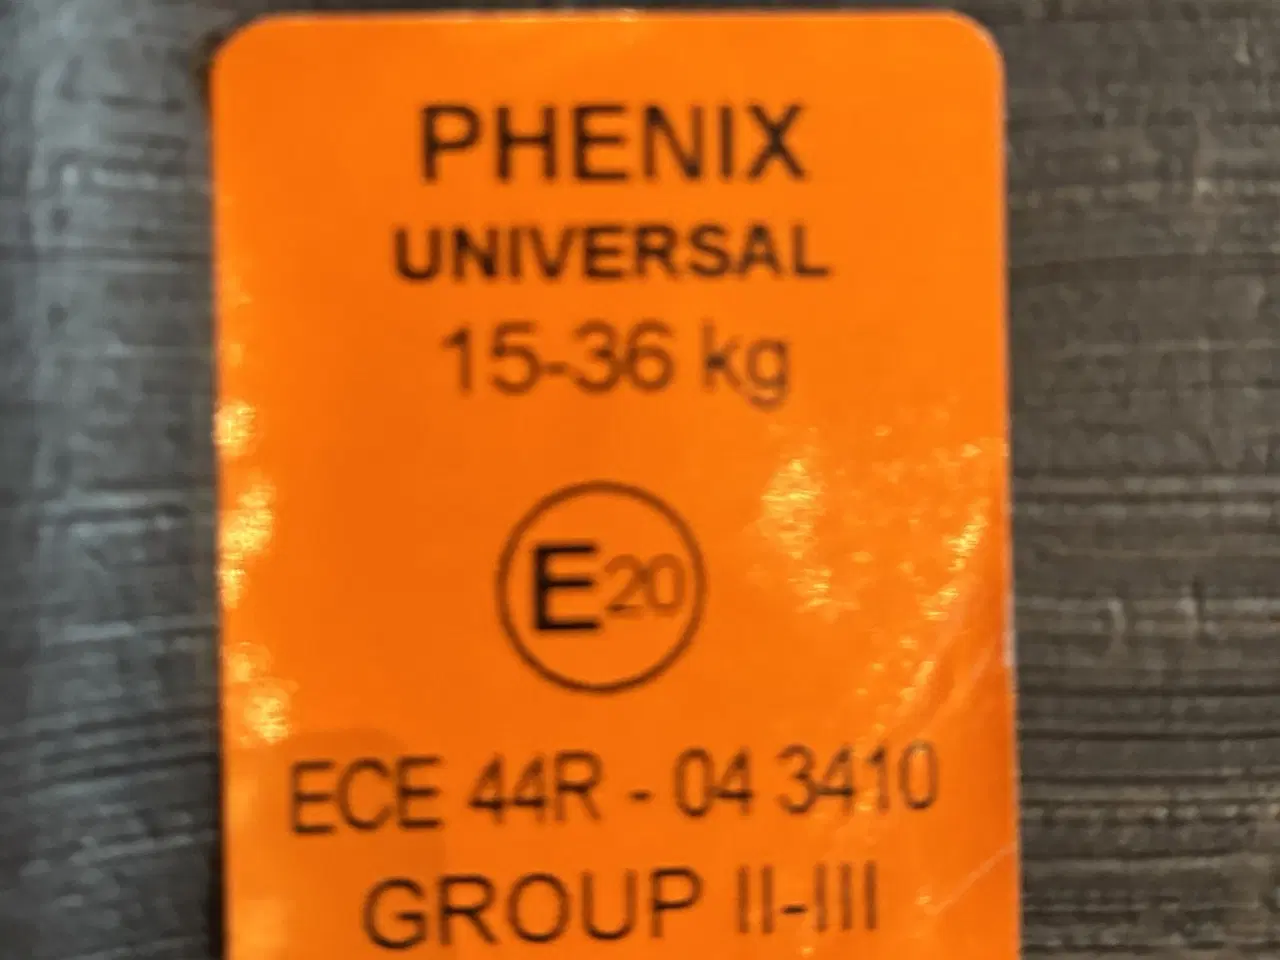 PHENIX
UNIVERSAL
15-36 kg
E20
ECE 44R - 04 3410
GROUP II-III